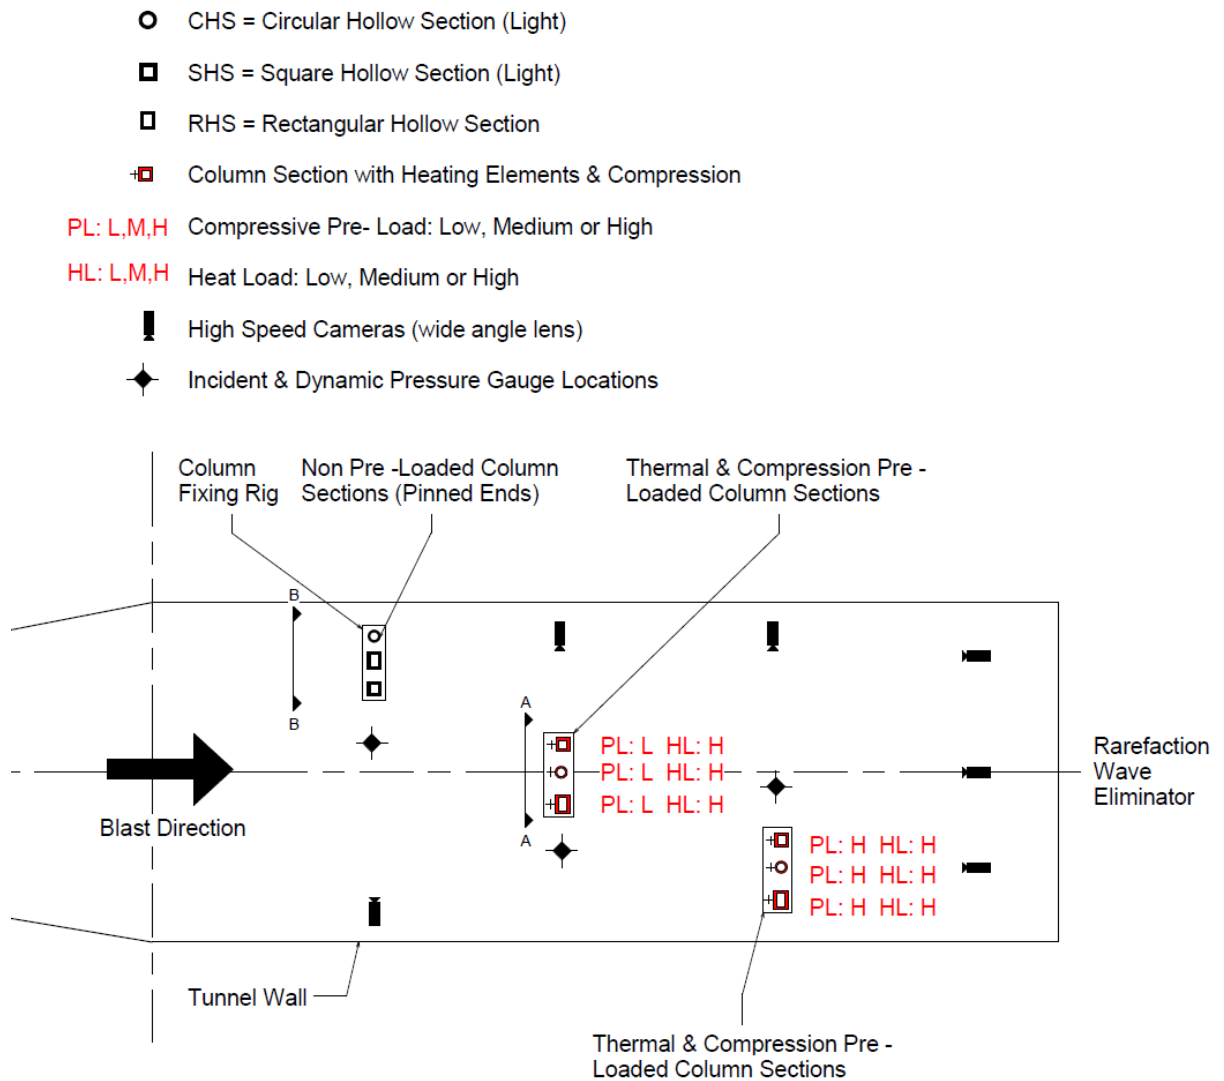 CHS = Circular Hollow Section (Light)
SHS = Square Hollow Section (Light)
RHS = Rectangular Hollow Section
Column Section with Heating Elements & Compression
PL: L,M,H Compressive Pre- Load: Low, Medium or High
HL: L,M,H Heat Load: Low, Medium or High
High Speed Cameras (wide angle lens)
Incident & Dynamic Pressure Gauge Locations
Column
Fixing Rig
Non Pre -Loaded Column
Sections (Pinned Ends)
Thermal & Compression Pre -
Loaded Column Sections
B
B
A
A
PL: L HL: H
PL: L HL: H
PL: L HL: H
Blast Direction
Rarefaction
Wave
Eliminator
PL: H HL: H
PL: H HL: H
PL: H HL: H
Tunnel Wall
Thermal & Compression Pre -
Loaded Column Sections